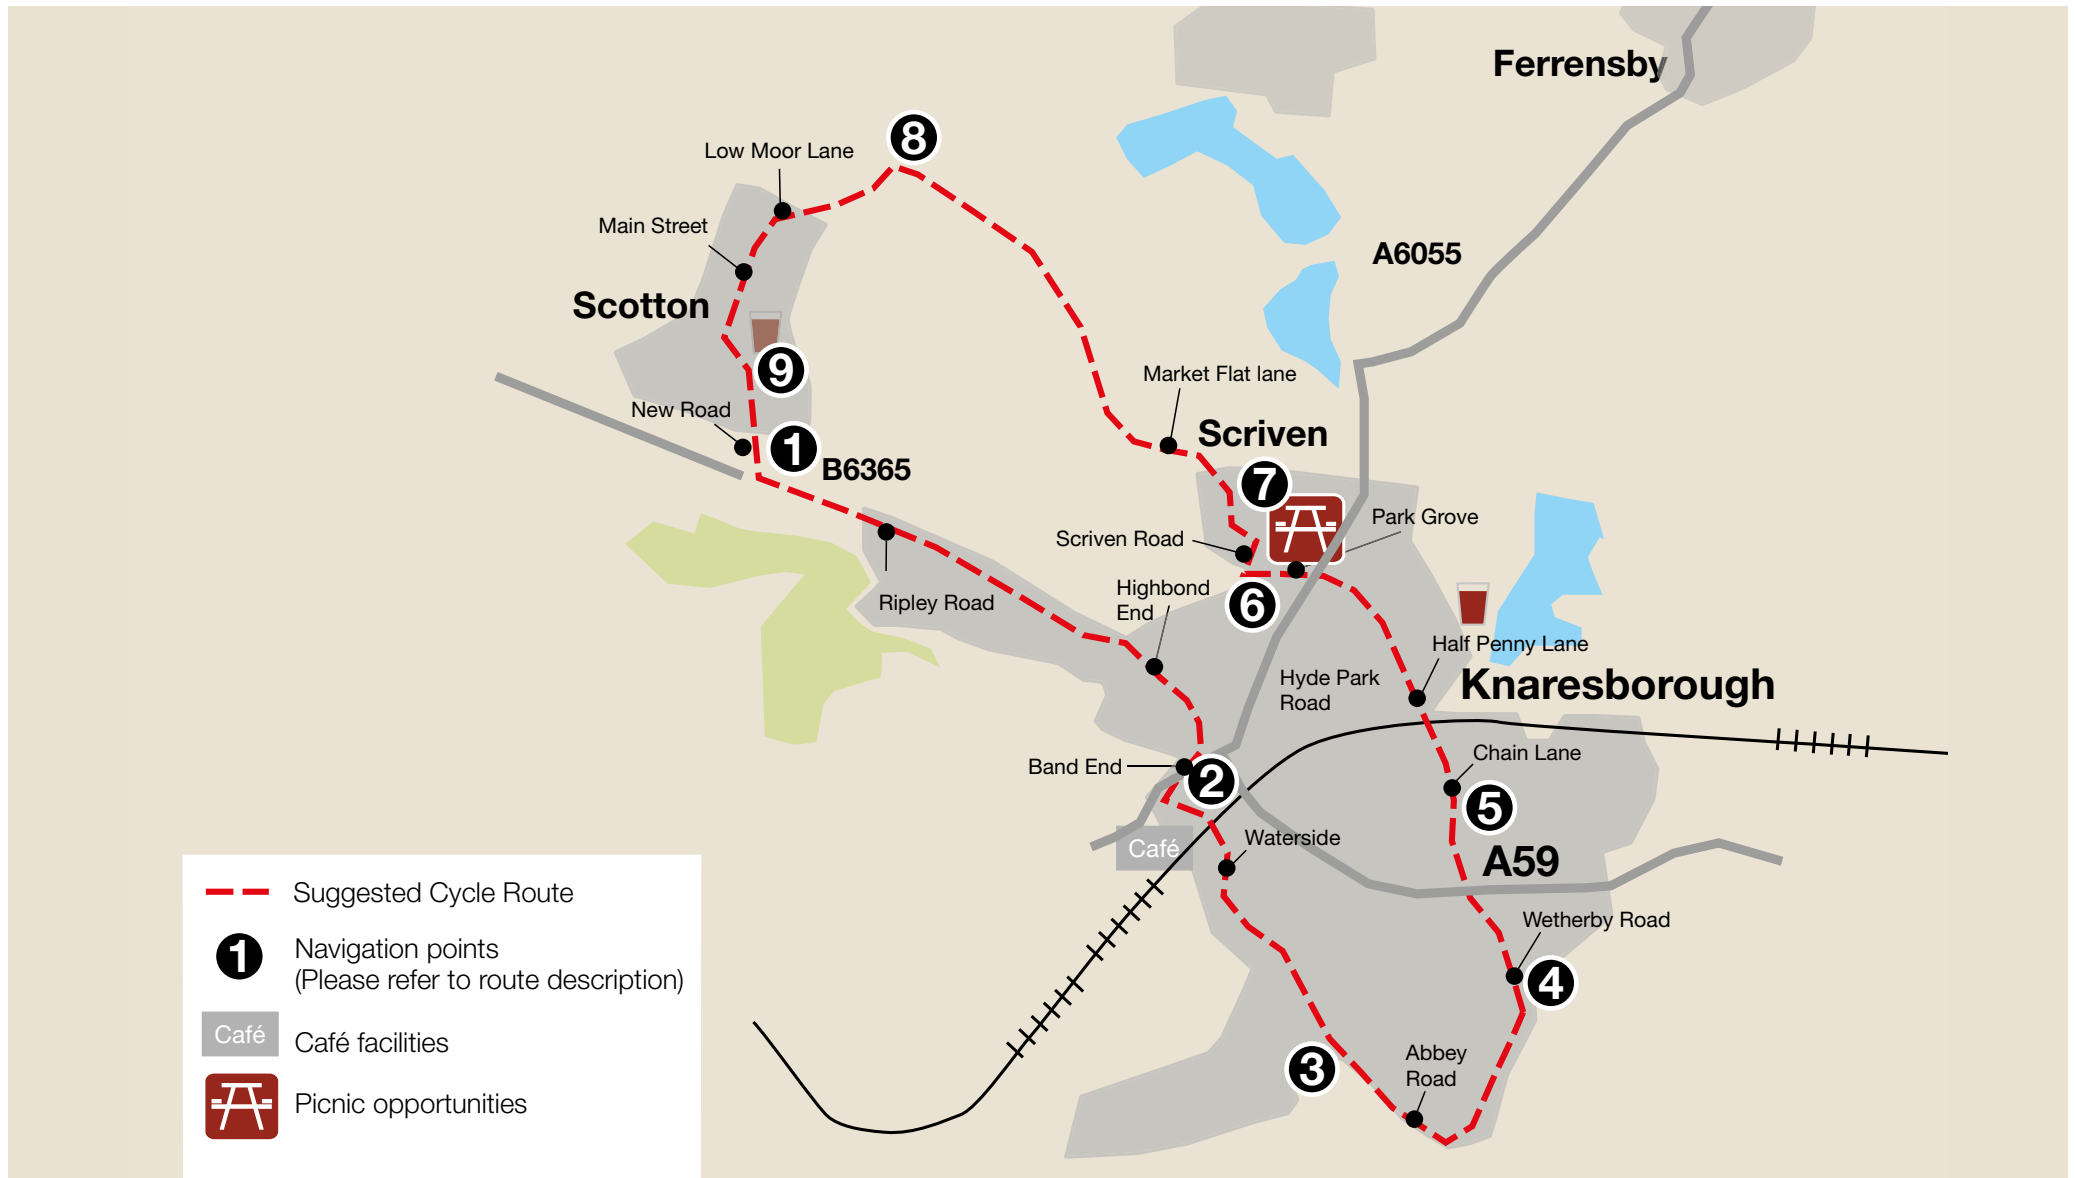 Ferrensby
8
Low Moor Lane
Main Street
A6055
Scotton
9
Market Flat lane
New Road
Scriven
1
B6365
7
Park Grove
Scriven Road
Highbond
End
6
Ripley Road
Half Penny Lane
Hyde Park
Road
Knaresborough
Chain Lane
Band End
2
5
Waterside
Café
A59
Wetherby Road
4
3
Abbey
Road
Suggested Cycle Route
1
Navigation points
(Please refer to route description)
Café
Café facilities
Picnic opportunities